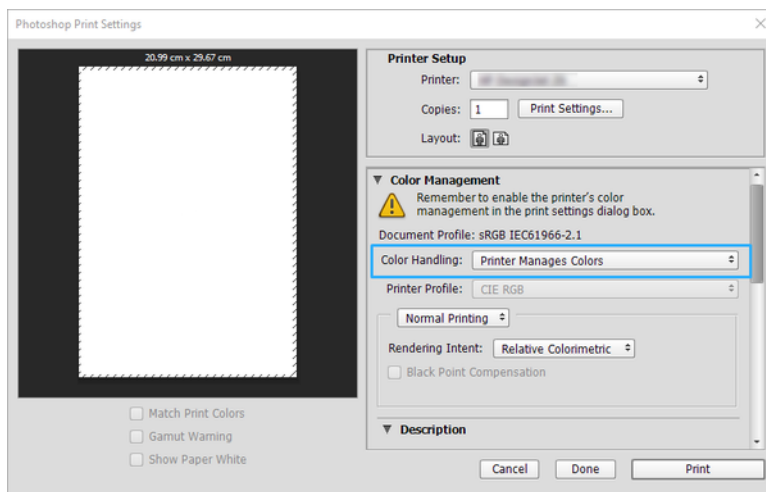 Photoshop Print Settings
20.99 cm x 29.67 cm
Match Print Colors
Gamut Warning
Show Paper White
Printer Setup
Printer:
Copies: 1 Print Settings...
Layout:
Color Management
Remember to enable the printer's color
management in the print settings dialog box.
Document Profile: sRGB IEC61966-2.1
Color Handling: Printer Manages Colors
Printer Profile: CIE RGB
Normal Printing
Rendering Intent: Relative Colorimetric
Black Point Compensation
Description
Cancel Done Print